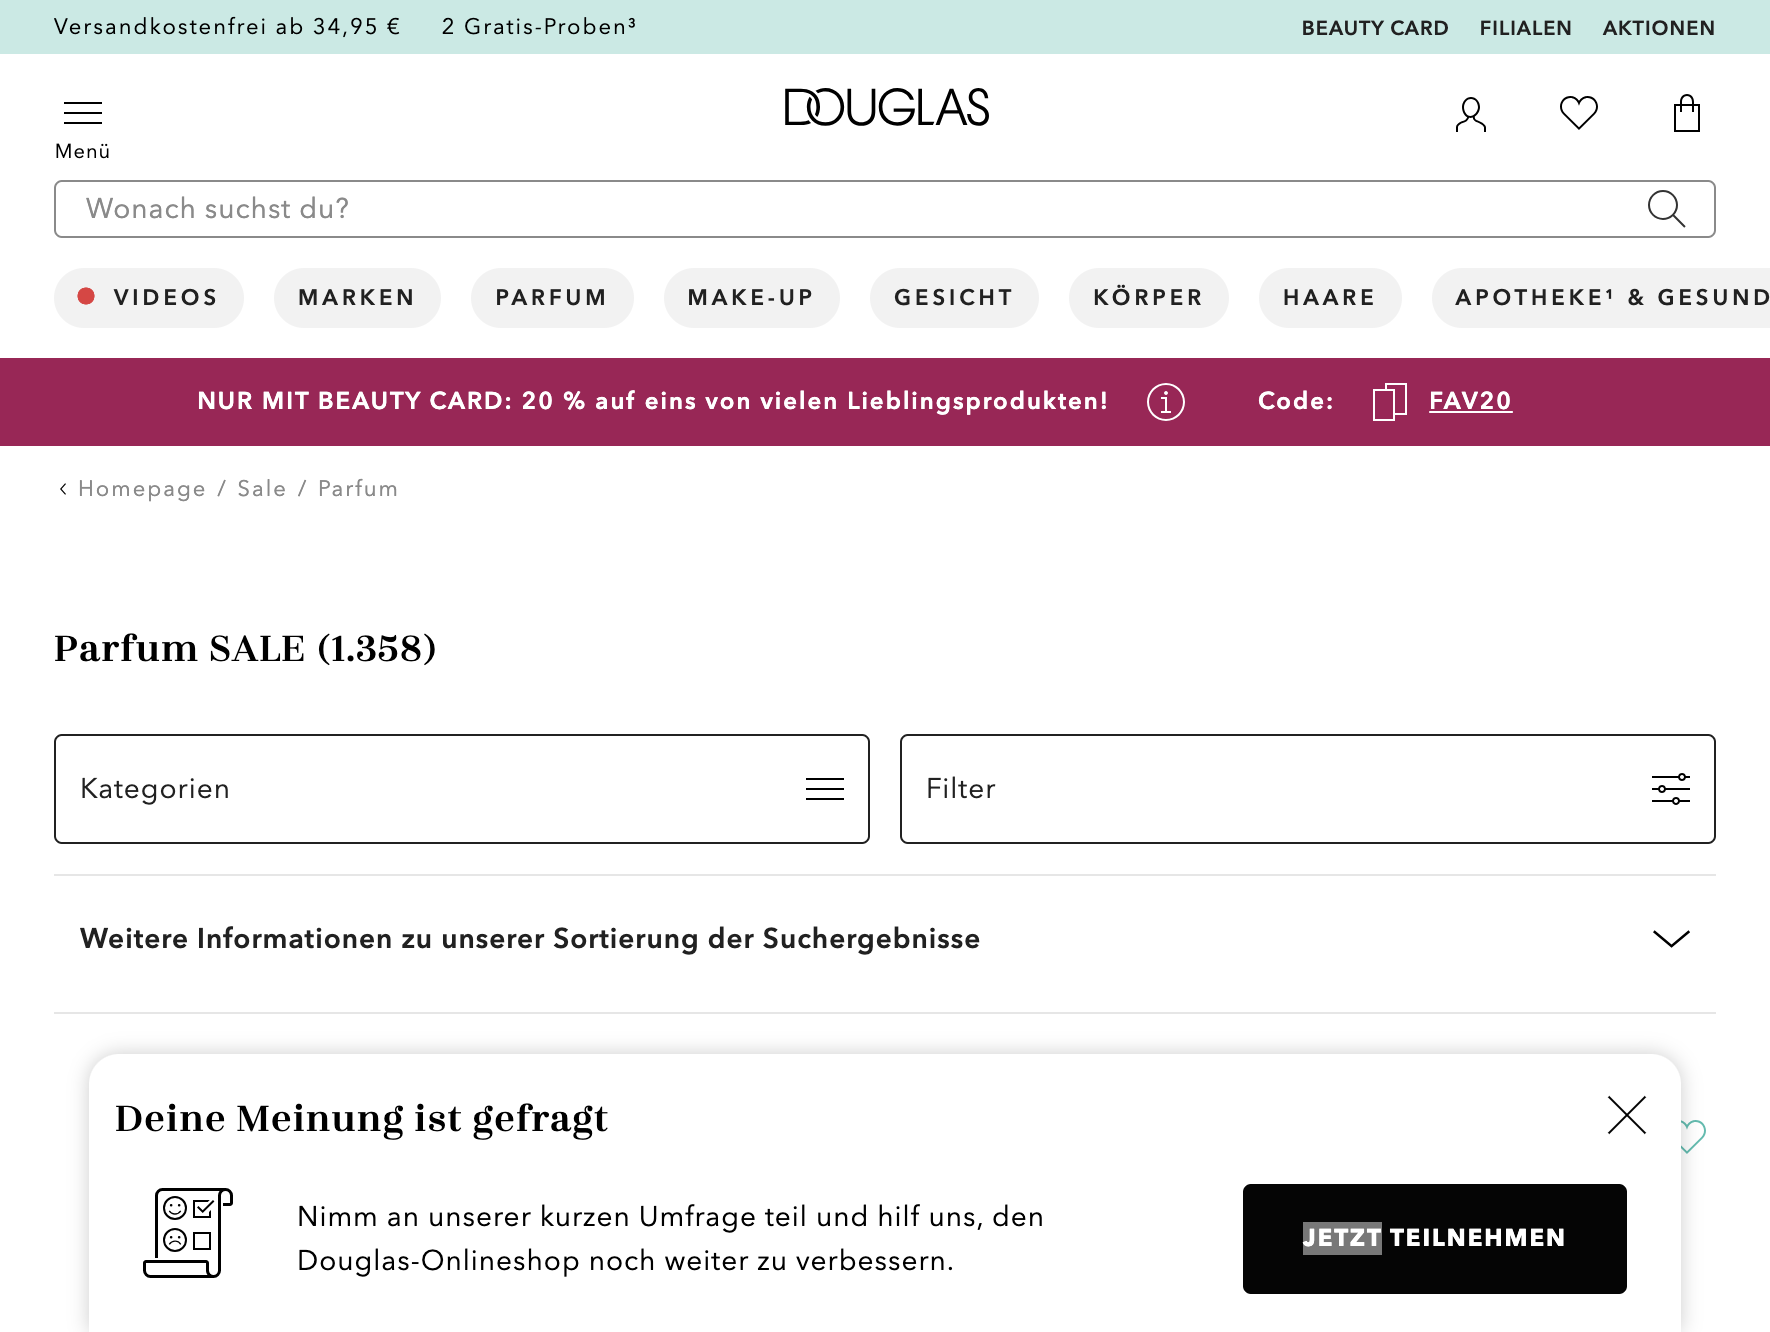 Versandkostenfrei ab 34,95 € 2 Gratis-Proben³ BEAUTY CARD FILIALEN AKTIONEN
DOUGLAS
Menü
Wonach suchst du?
VIDEOS MARKEN PARFUM MAKE-UP GESICHT KÖRPER HAARE APOTHEKE¹ & GESUND
NUR MIT BEAUTY CARD: 20 % auf eins von vielen Lieblingsprodukten! Code: FAV20
Homepage / Sale / Parfum
Parfum SALE (1.358)
Kategorien Filter
Weitere Informationen zu unserer Sortierung der Suchergebnisse
Deine Meinung ist gefragt
Nimm an unserer kurzen Umfrage teil und hilf uns, den
Douglas-Onlineshop noch weiter zu verbessern.
JETZT TEILNEHMEN